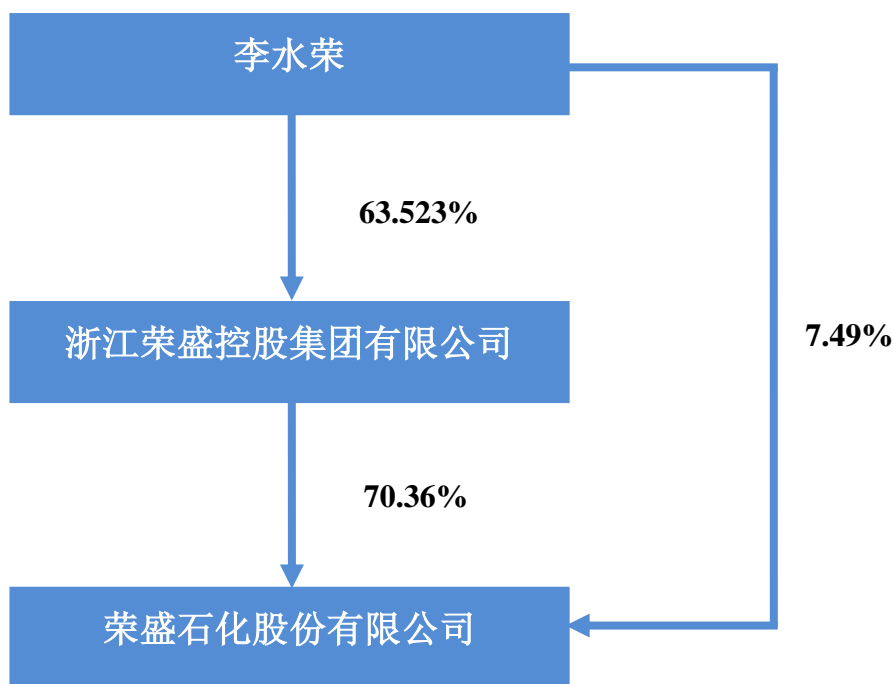 李水荣
63.523%
浙江荣盛控股集团有限公司
7.49%
70.36%
荣盛石化股份有限公司